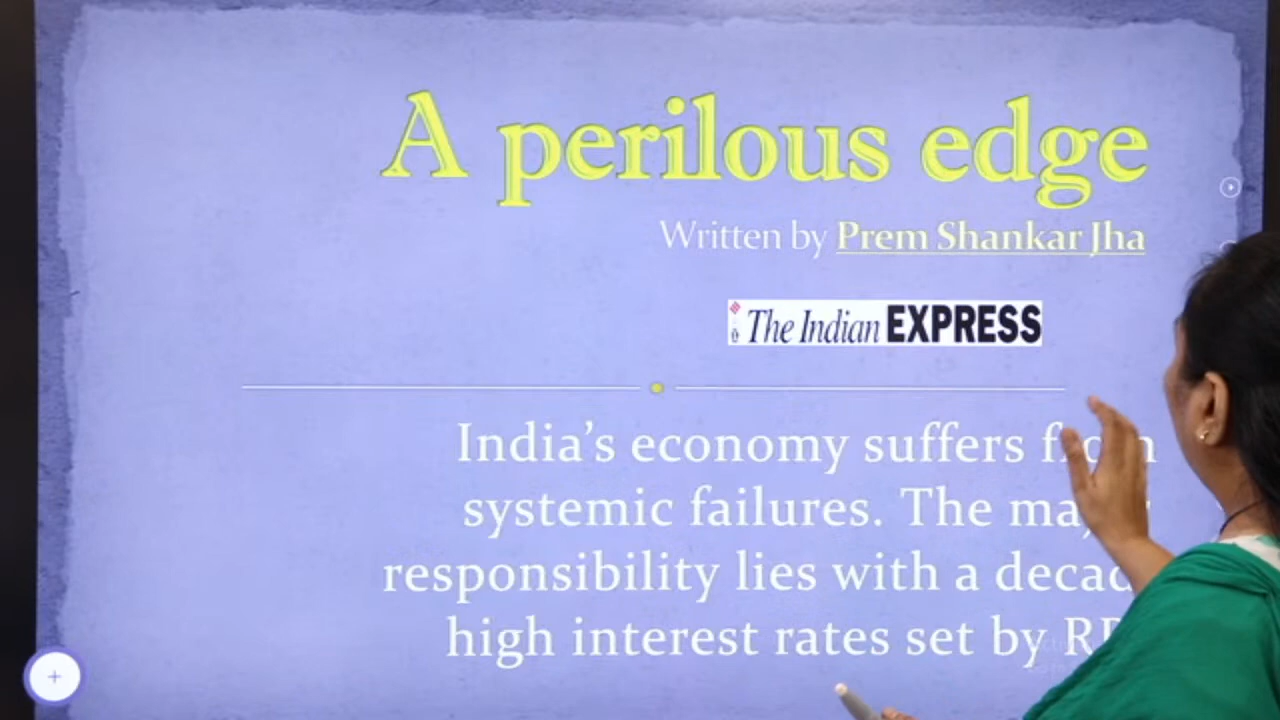 A perilous edge
Written by Prem Shankar Jha
The Indian EXPRESS
India's economy suffers from
systemic failures. The
responsibility lies with a
high interest rates set by